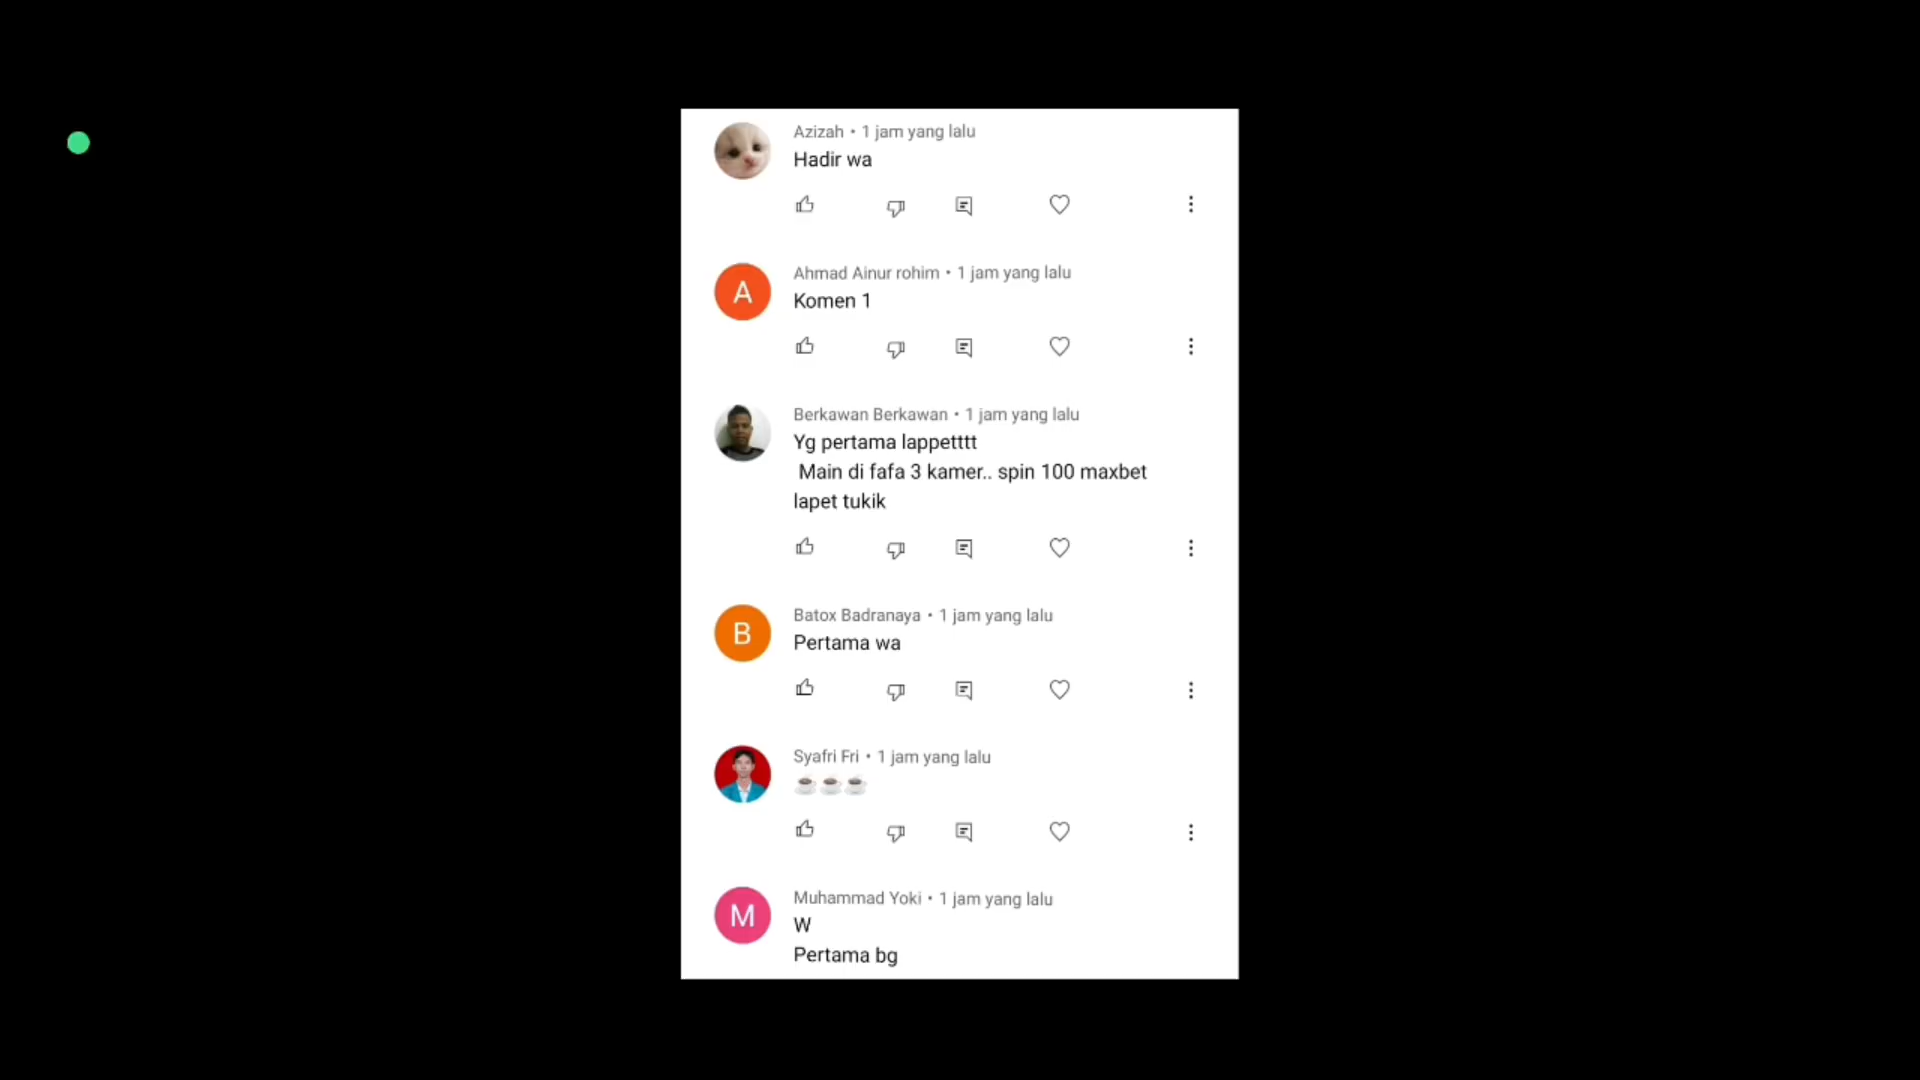 Azizah • 1 jam yang lalu
Hadir wa
A
Ahmad Ainur rohim • 1 jam yang lalu
Komen 1
Berkawan Berkawan • 1 jam yang lalu
Yg pertama lappetttt
Main di fafa 3 kamer.. spin 100 maxbet
lapet tukik
B
Batox Badranaya • 1 jam yang lalu
Pertama wa
Syafri Fri • 1 jam yang lalu
☕☕☕
M
Muhammad Yoki • 1 jam yang lalu
W
Pertama bg